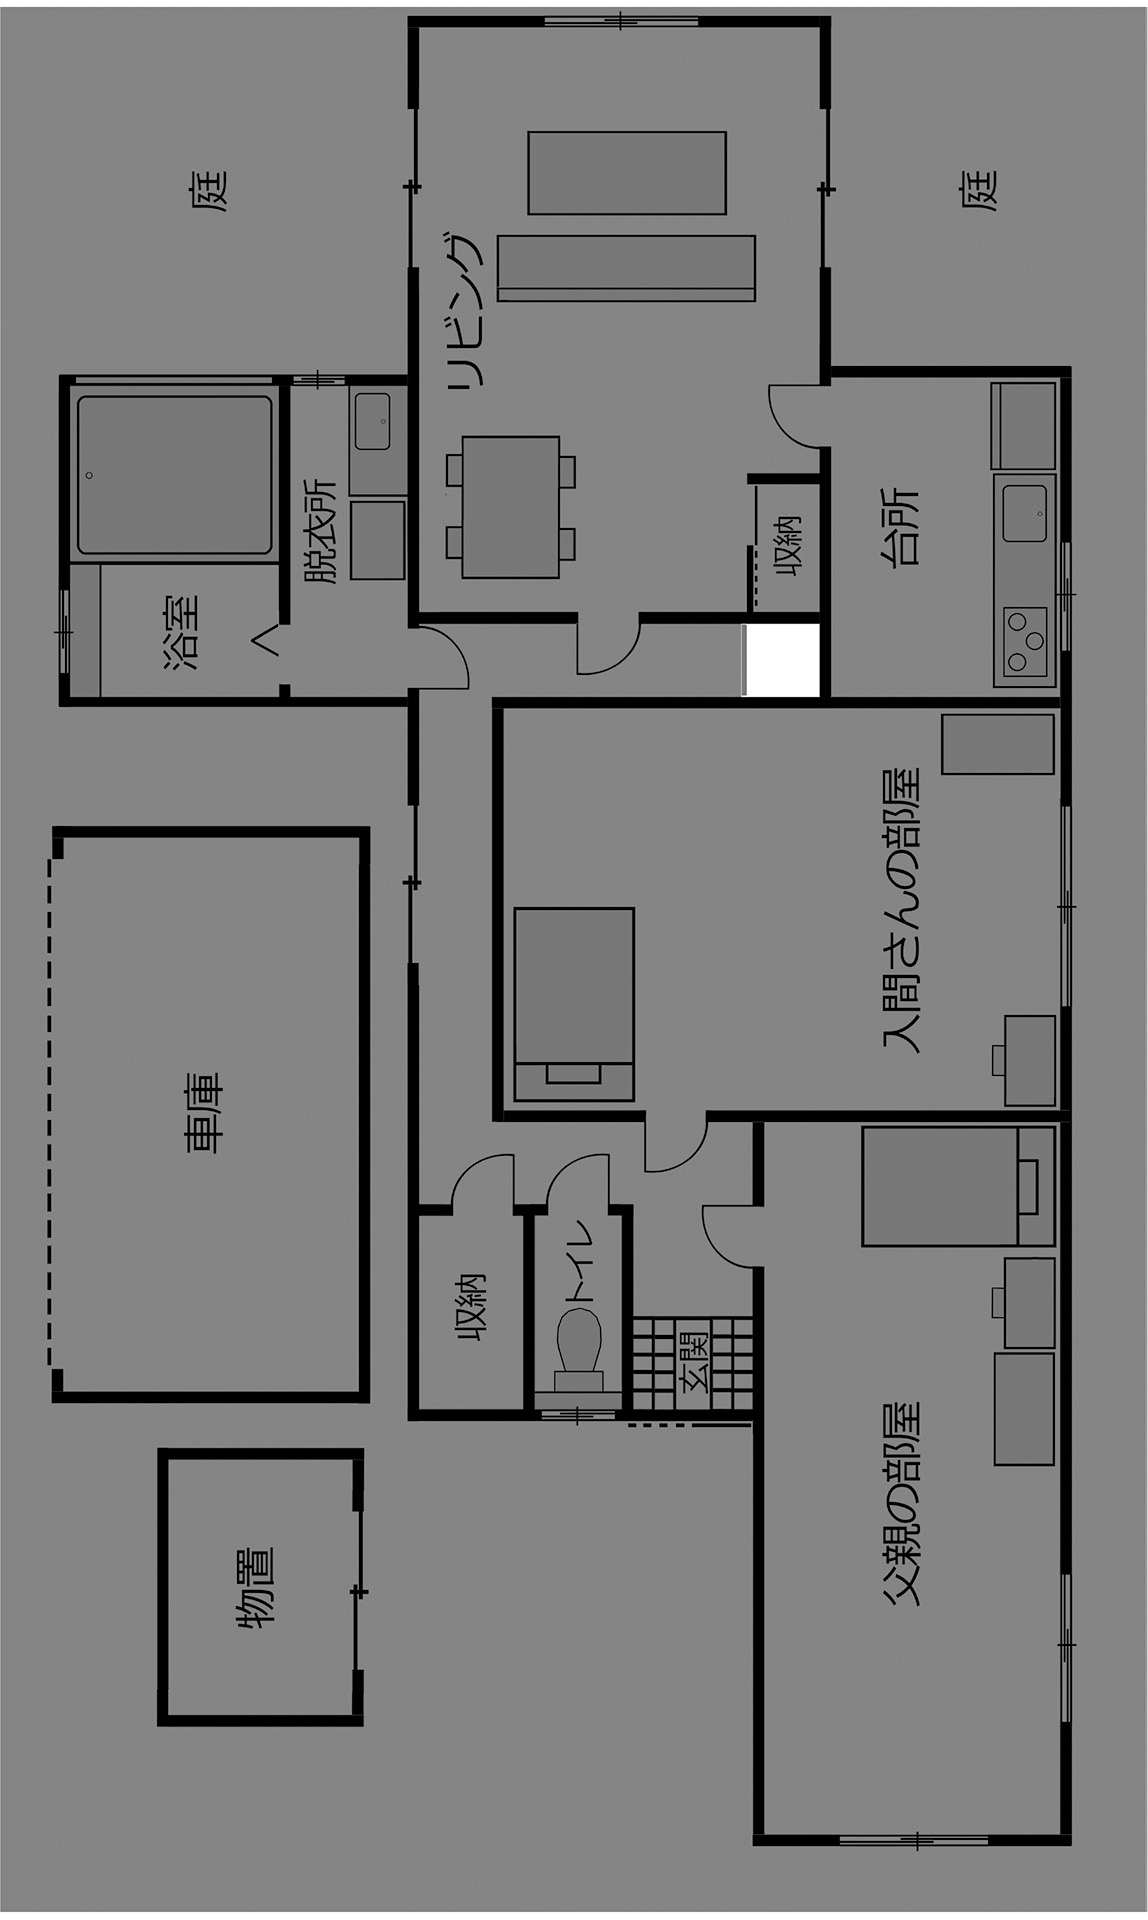 庭
庭
リビング
脱衣所
浴室
収納
台所
入間さんの部屋
車庫
収納
トイレ
玄関
父親の部屋
物置